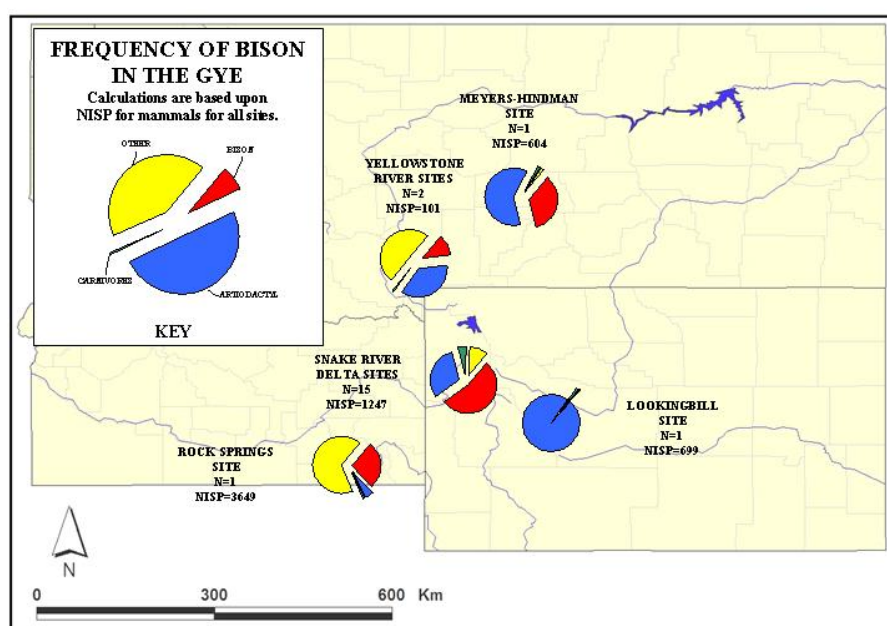 FREQUENCY OF BISON
IN THE GYE
Calculations are based upon
NISP for mammals for all sites.
OTHER
BISON
CARNIVORES
ARTIODACTYL
KEY
MEYERS-HINDMAN
SITE
N=1
NISP=604
YELLOWSTONE
RIVER SITES
N=2
NISP=101
SNAKE RIVER
DELTA SITES
N=15
NISP=1247
LOOKINGBILL
SITE
N=1
NISP=699
ROCK SPRINGS
SITE
N=1
NISP=3649
N
0 300 600 Km